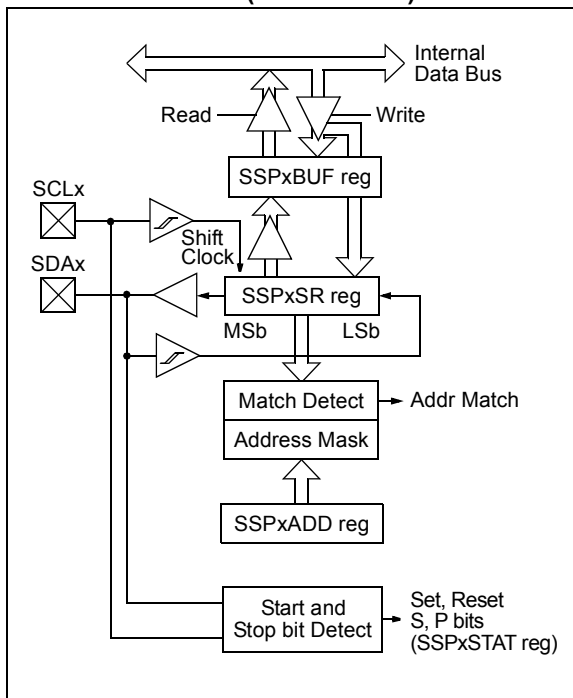 Internal
Data Bus
Read
Write
SSPxBUF reg
SCLx
Shift
Clock
SDAx
SSPxSR reg
MSb
LSb
Match Detect
Addr Match
Address Mask
SSPxADD reg
Start and
Stop bit Detect
Set, Reset
S, P bits
(SSPxSTAT reg)